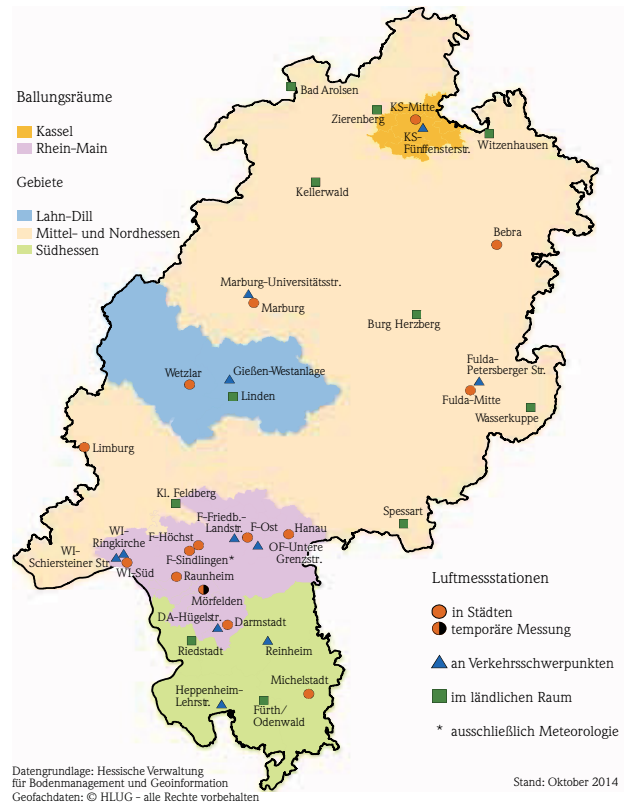 Ballungsräume
Kassel
Rhein-Main
Gebiete
Lahn-Dill
Mittel- und Nordhessen
Südhessen
Bad Arolsen
Zierenberg
KS-Mitte
KS-
Fünffensterstr.
Witzenhausen
Kellerwald
Bebra
Marburg-Universitätsstr.
Marburg
Burg Herzberg
Wetzlar
Gießen-Westanlage
Linden
Fulda-
Petersberger Str.
Fulda-Mitte
Wasserkuppe
Limburg
Kl. Feldberg
Spessart
WI-
Ringkirche
WI-
Schiersteiner Str.
WI-Süd
F-Höchst
F-Friedb.-
Landstr.
F-Ost
Hanau
F-Sindlingen*
OF-Untere
Grenzstr.
Raunheim
Mörfelden
DA-Hügelstr.
Darmstadt
Riedstadt
Reinheim
Michelstadt
Heppenheim-
Lehrstr.
Fürth/
Odenwald
Luftmessstationen
in Städten
temporäre Messung
an Verkehrsschwerpunkten
im ländlichen Raum
* ausschließlich Meteorologie
Datengrundlage: Hessische Verwaltung
für Bodenmanagement und Geoinformation
Geofachdaten: © HLUG - alle Rechte vorbehalten
Stand: Oktober 2014